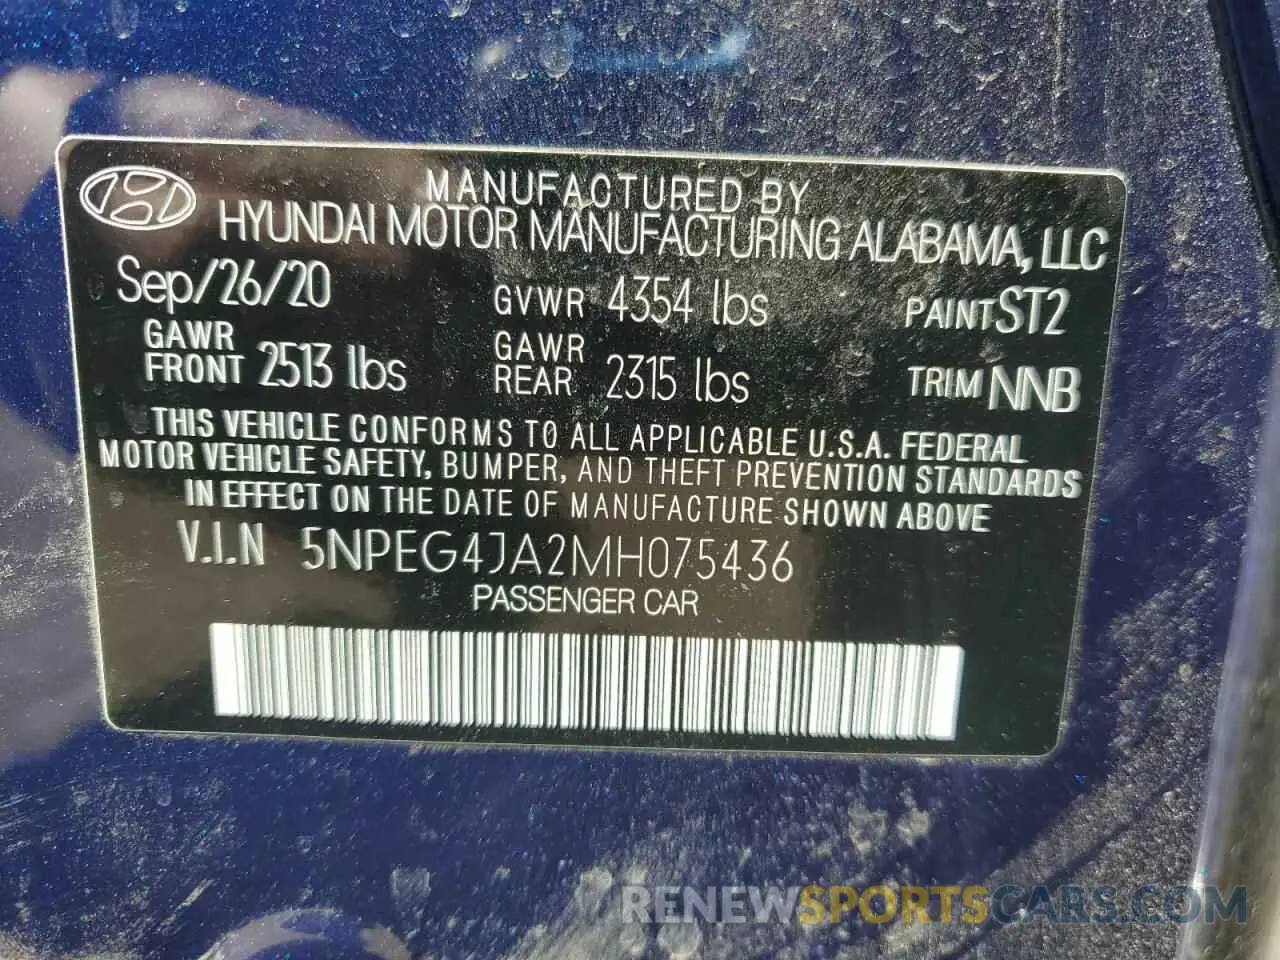 MANUFACTURED BY
HYUNDAI MOTOR MANUFACTURING ALABAMA, LLC
Sep/26/20 GVWR 4354 lbs PAINT ST2
GAWR FRONT 2513 lbs GAWR REAR 2315 lbs TRIM NNB
THIS VEHICLE CONFORMS TO ALL APPLICABLE U.S.A. FEDERAL
MOTOR VEHICLE SAFETY, BUMPER, AND THEFT PREVENTION STANDARDS
IN EFFECT ON THE DATE OF MANUFACTURE SHOWN ABOVE
V.I.N 5NPEG4JA2MH075436
PASSENGER CAR
RENEWSPORTSCARS.COM